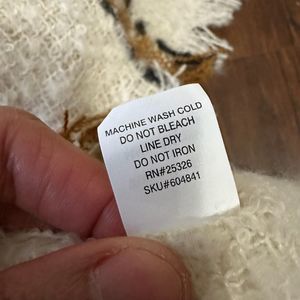 MACHINE WASH COLD
DO NOT BLEACH
LINE DRY
DO NOT IRON
RN#25326
SKU#604841